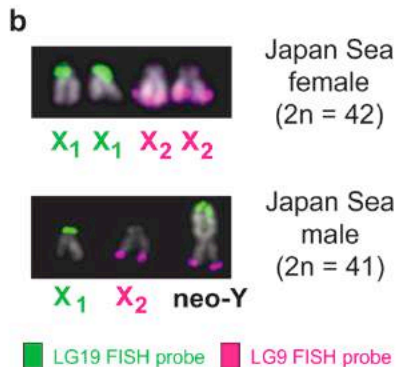 b
Japan Sea
female
(2n = 42)
X₁ X₁ X₂ X₂
Japan Sea
male
(2n = 41)
X₁ X₂ neo-Y
LG19 FISH probe LG9 FISH probe